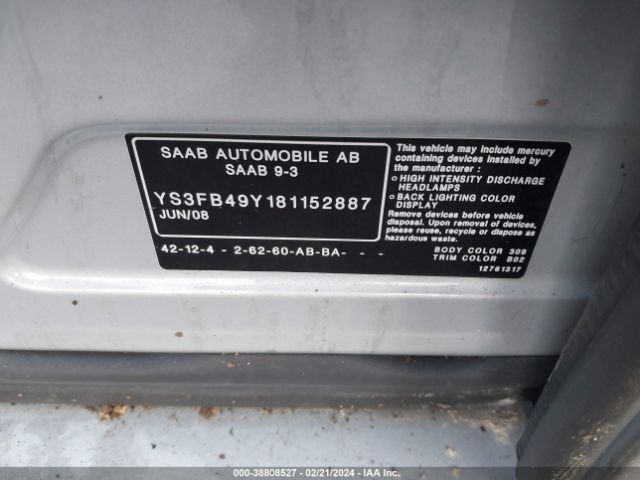 SAAB AUTOMOBILE AB
SAAB 9-3
YS3FB49Y181152887
JUN/08
42-12-4 - 2-62-60-AB-BA- - -
This vehicle may include mercury
containing devices installed by
the manufacturer :
○ HIGH INTENSITY DISCHARGE
HEADLAMPS
○ BACK LIGHTING COLOR
DISPLAY
Remove devices before vehicle
disposal. Upon removal of devices,
please reuse, recycle or dispose as
hazardous waste.
BODY COLOR 309
TRIM COLOR B02
12761317
000-38808527 - 02/21/2024 - IAA Inc.